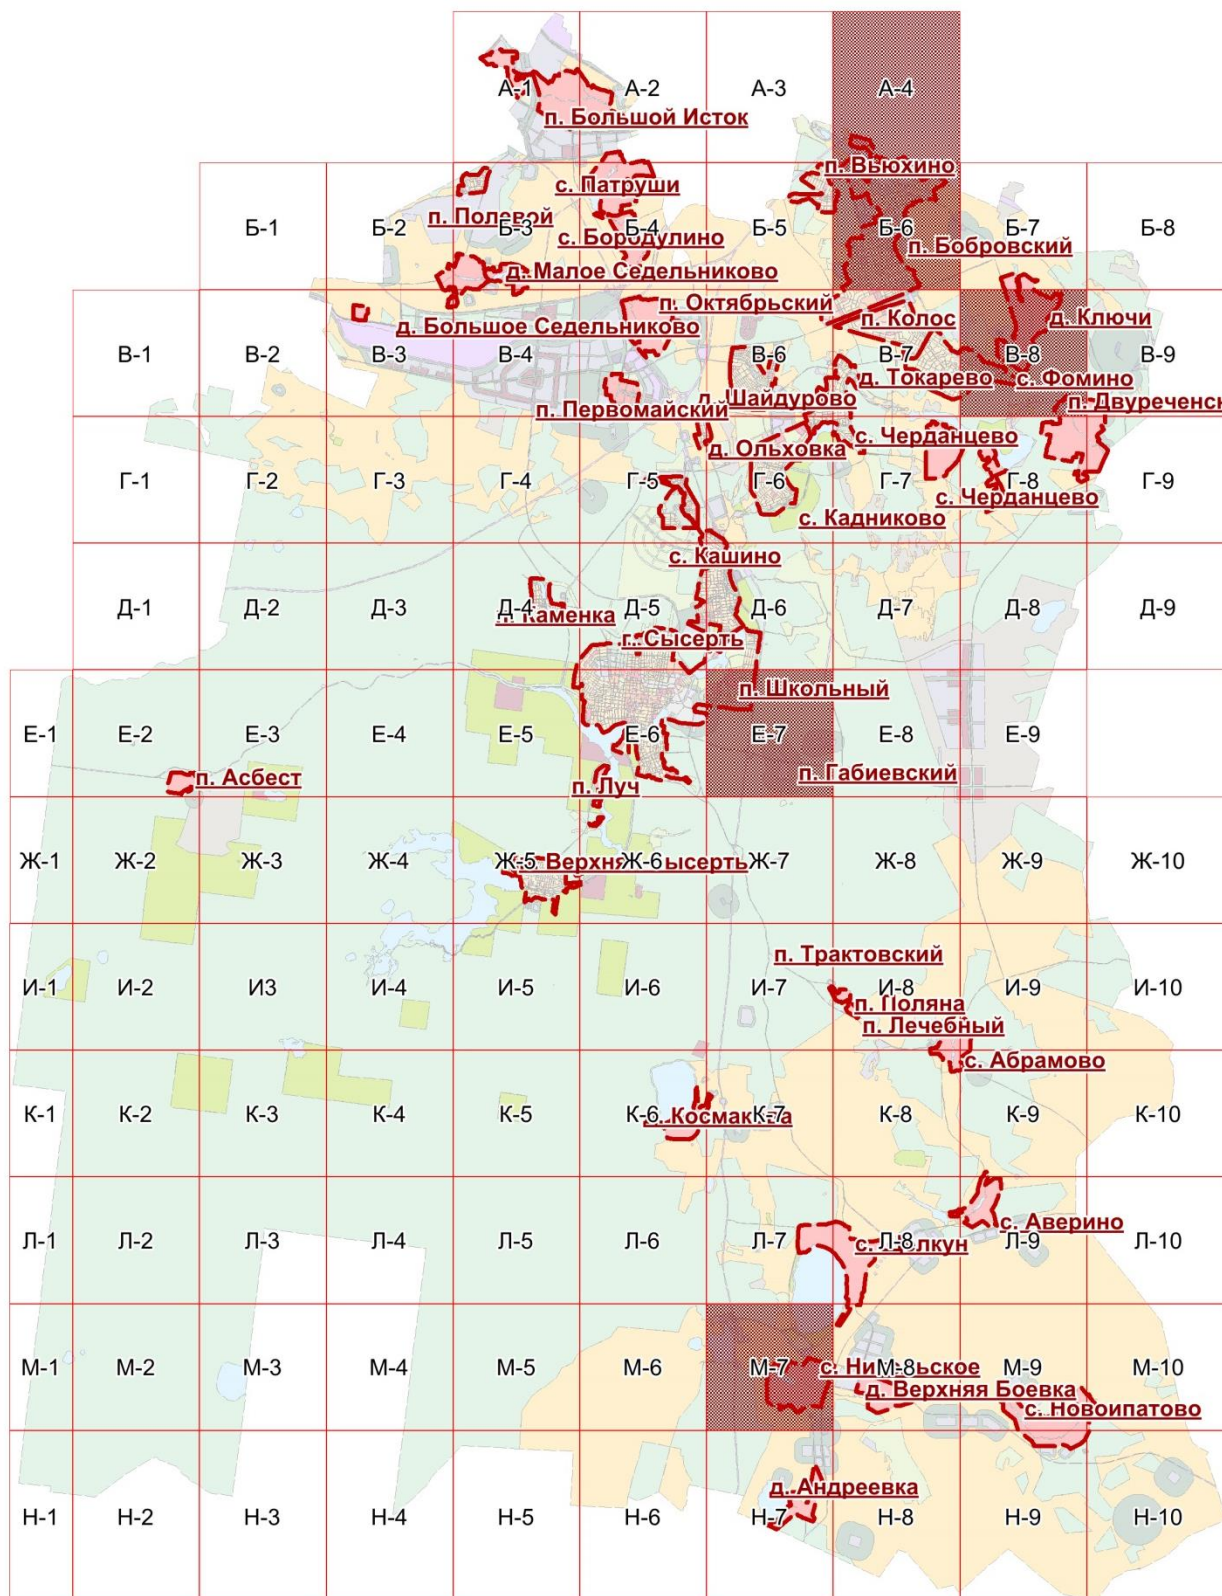 А-1 А-2 А-3 А-4
п. Большой Исток
п. Вьюхино
с. Патруши
п. Полевой
Б-1 Б-2 Б-3 Б-4 Б-5 Б-6 Б-7 Б-8
с. Бородулино
п. Бобровский
д. Малое Седельниково
п. Октябрьский
п. Колос
д. Ключи
д. Большое Седельниково
В-1 В-2 В-3 В-4 В-6 В-7 В-8 В-9
д. Токарево
с. Фомино
д. Шайдурово
п. Первомайский
п. Двуреченск
с. Черданцево
д. Ольховка
Г-1 Г-2 Г-3 Г-4 Г-5 Г-6 Г-7 Г-8 Г-9
с. Черданцево
с. Кадниково
с. Кашино
Д-1 Д-2 Д-3 Д-4 Д-5 Д-6 Д-7 Д-8 Д-9
Каменка
г. Сысерть
п. Школьный
Е-1 Е-2 Е-3 Е-4 Е-5 Е-6 Е-7 Е-8 Е-9
п. Асбест
п. Габиевский
п. Луч
Ж-1 Ж-2 Ж-3 Ж-4 Ж-5 Ж-6 Ж-7 Ж-8 Ж-9 Ж-10
п. Трактовский
И-1 И-2 И3 И-4 И-5 И-6 И-7 И-8 И-9 И-10
п. Поляна
п. Лечебный
с. Абрамово
К-1 К-2 К-3 К-4 К-5 К-6 К-7 К-8 К-9 К-10
с. Аверино
Л-1 Л-2 Л-3 Л-4 Л-5 Л-6 Л-7 Л-8 Л-9 Л-10
М-1 М-2 М-3 М-4 М-5 М-6 М-7 М-8 М-9 М-10
д. Верхняя Боевка
с. Новоипатово
д. Андреевка
Н-1 Н-2 Н-3 Н-4 Н-5 Н-6 Н-7 Н-8 Н-9 Н-10